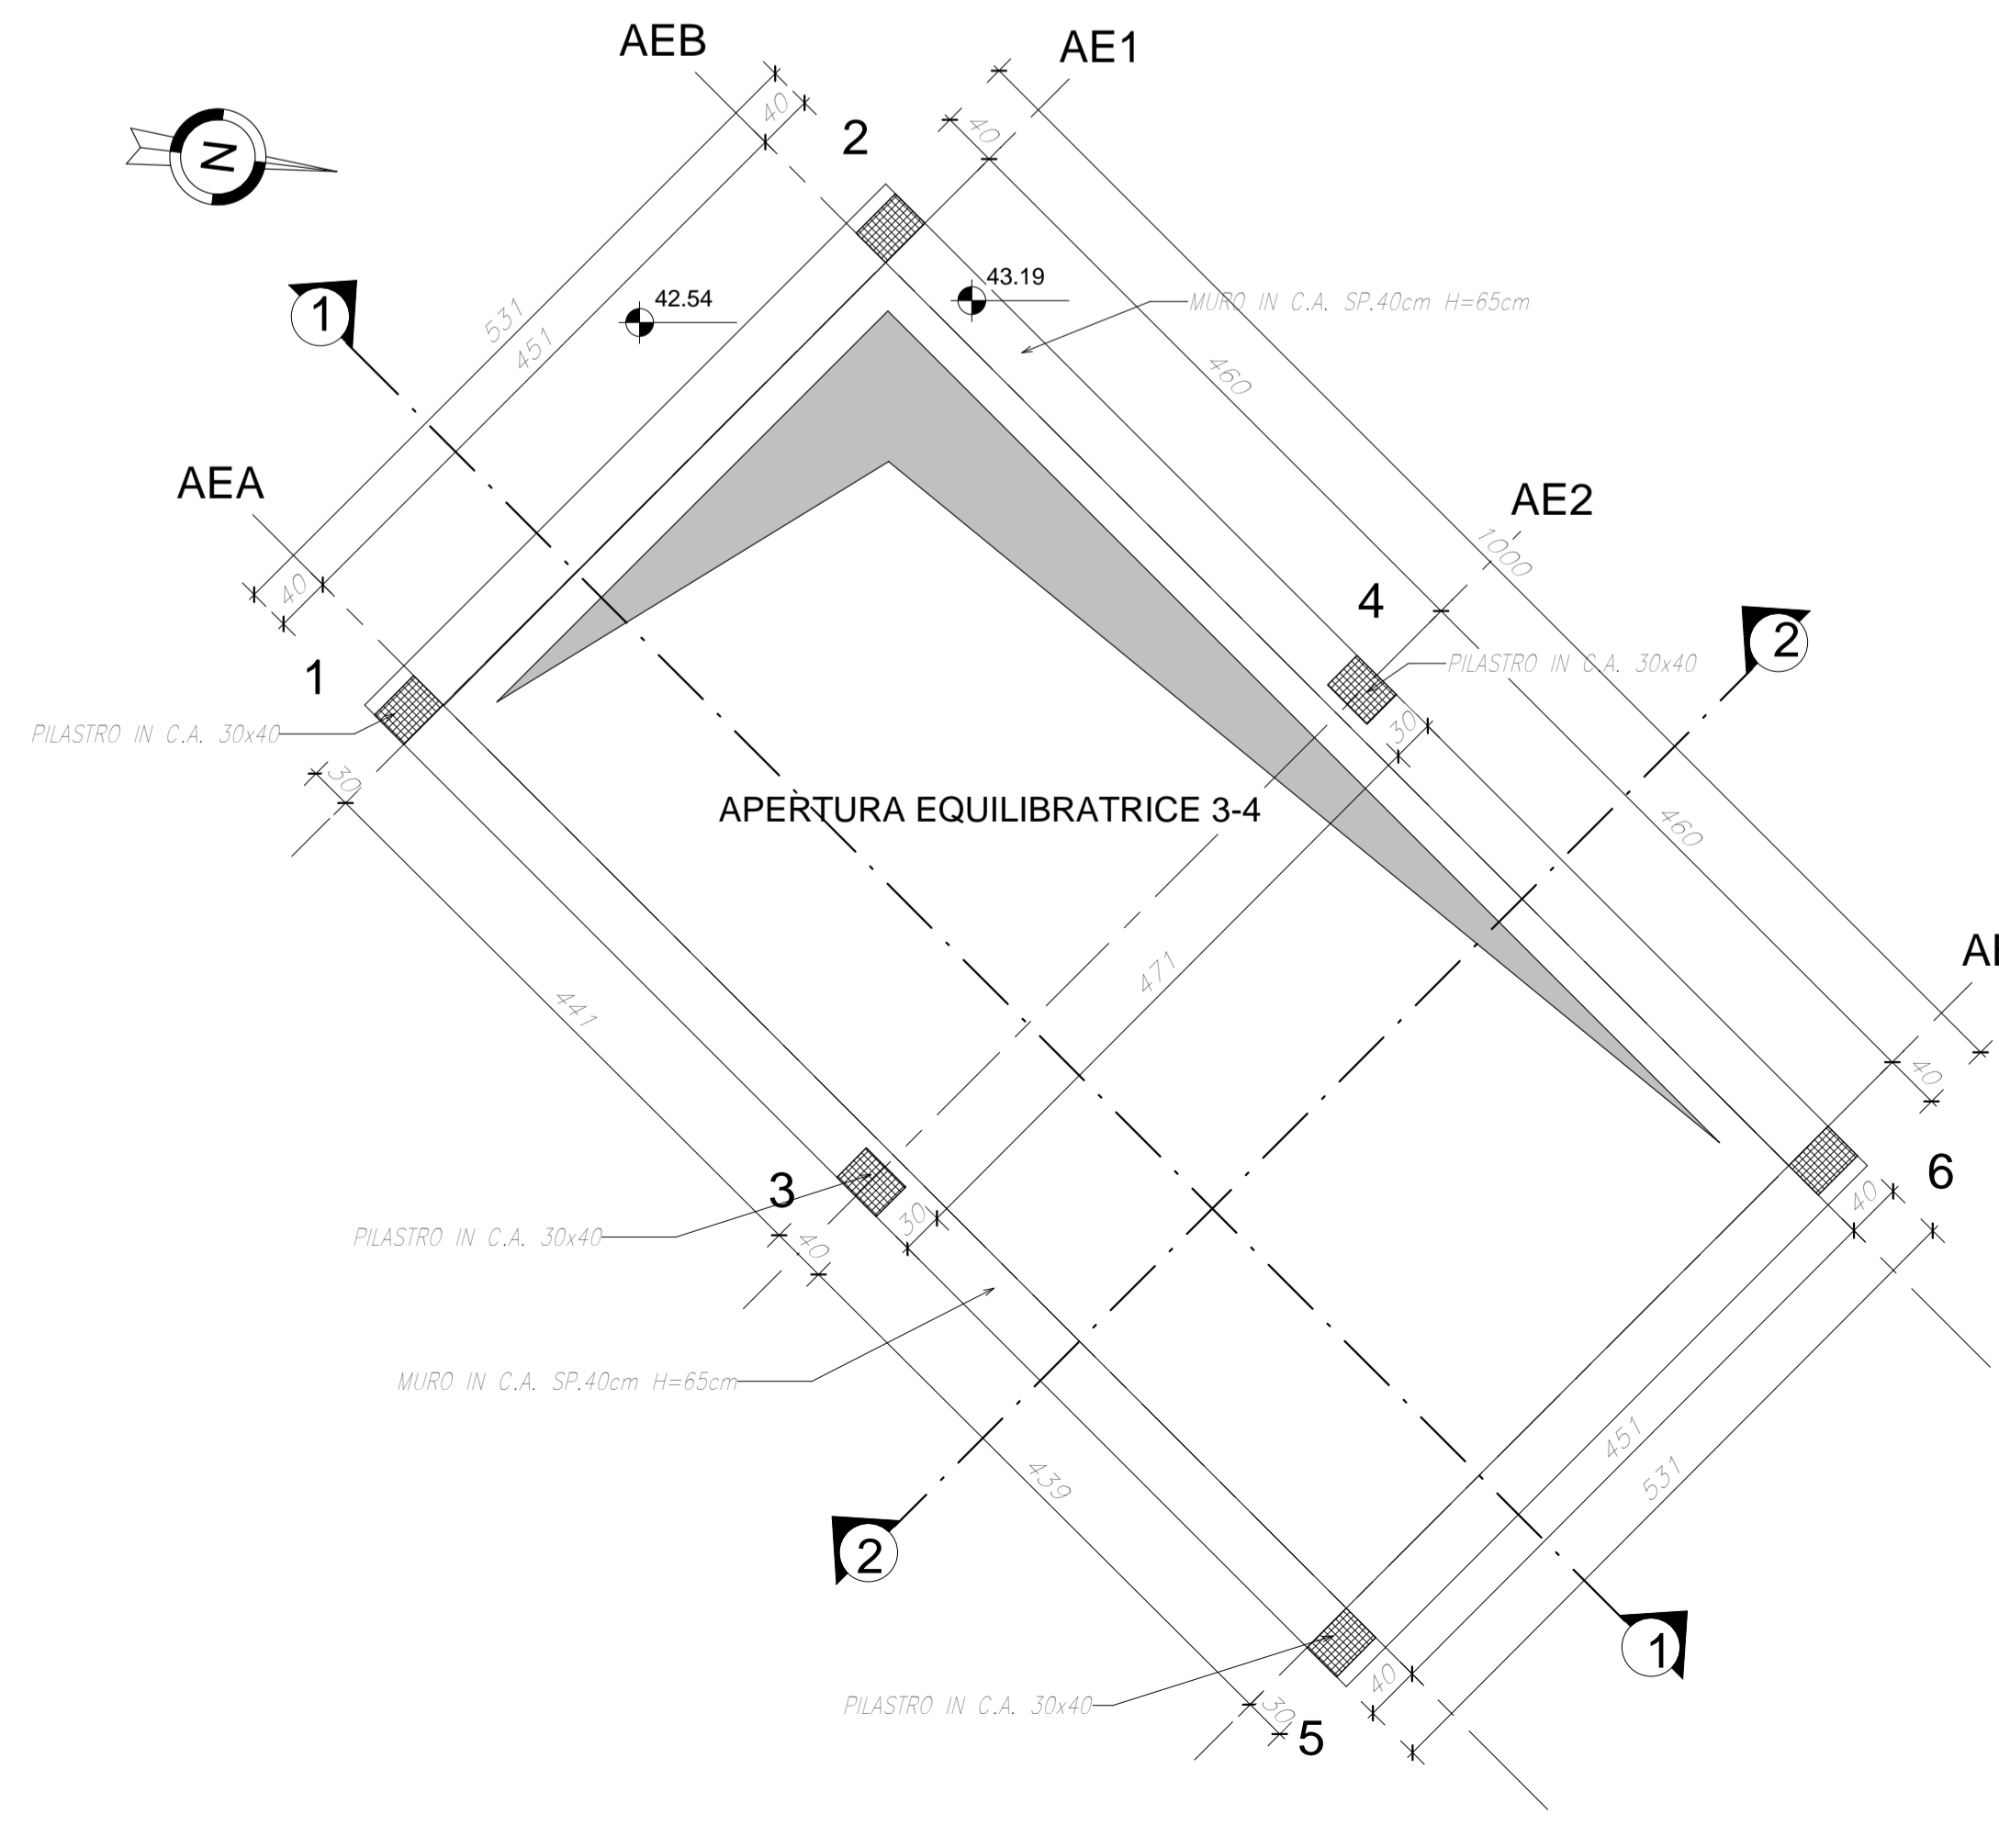 AEB
AE1
40
2
40
N
43.19
42.54
MURO IN C.A. SP.40cm H=65cm
1
531
451
460
AEA
AE2
1000
40
4
2
1
PILASTRO IN C.A. 30x40
PILASTRO IN C.A. 30x40
30
30
APERTURA EQUILIBRATRICE 3-4
460
471
441
40
3
30
40
6
PILASTRO IN C.A. 30x40
40
MURO IN C.A. SP.40cm H=65cm
451
531
439
2
1
40
PILASTRO IN C.A. 30x40
30
5